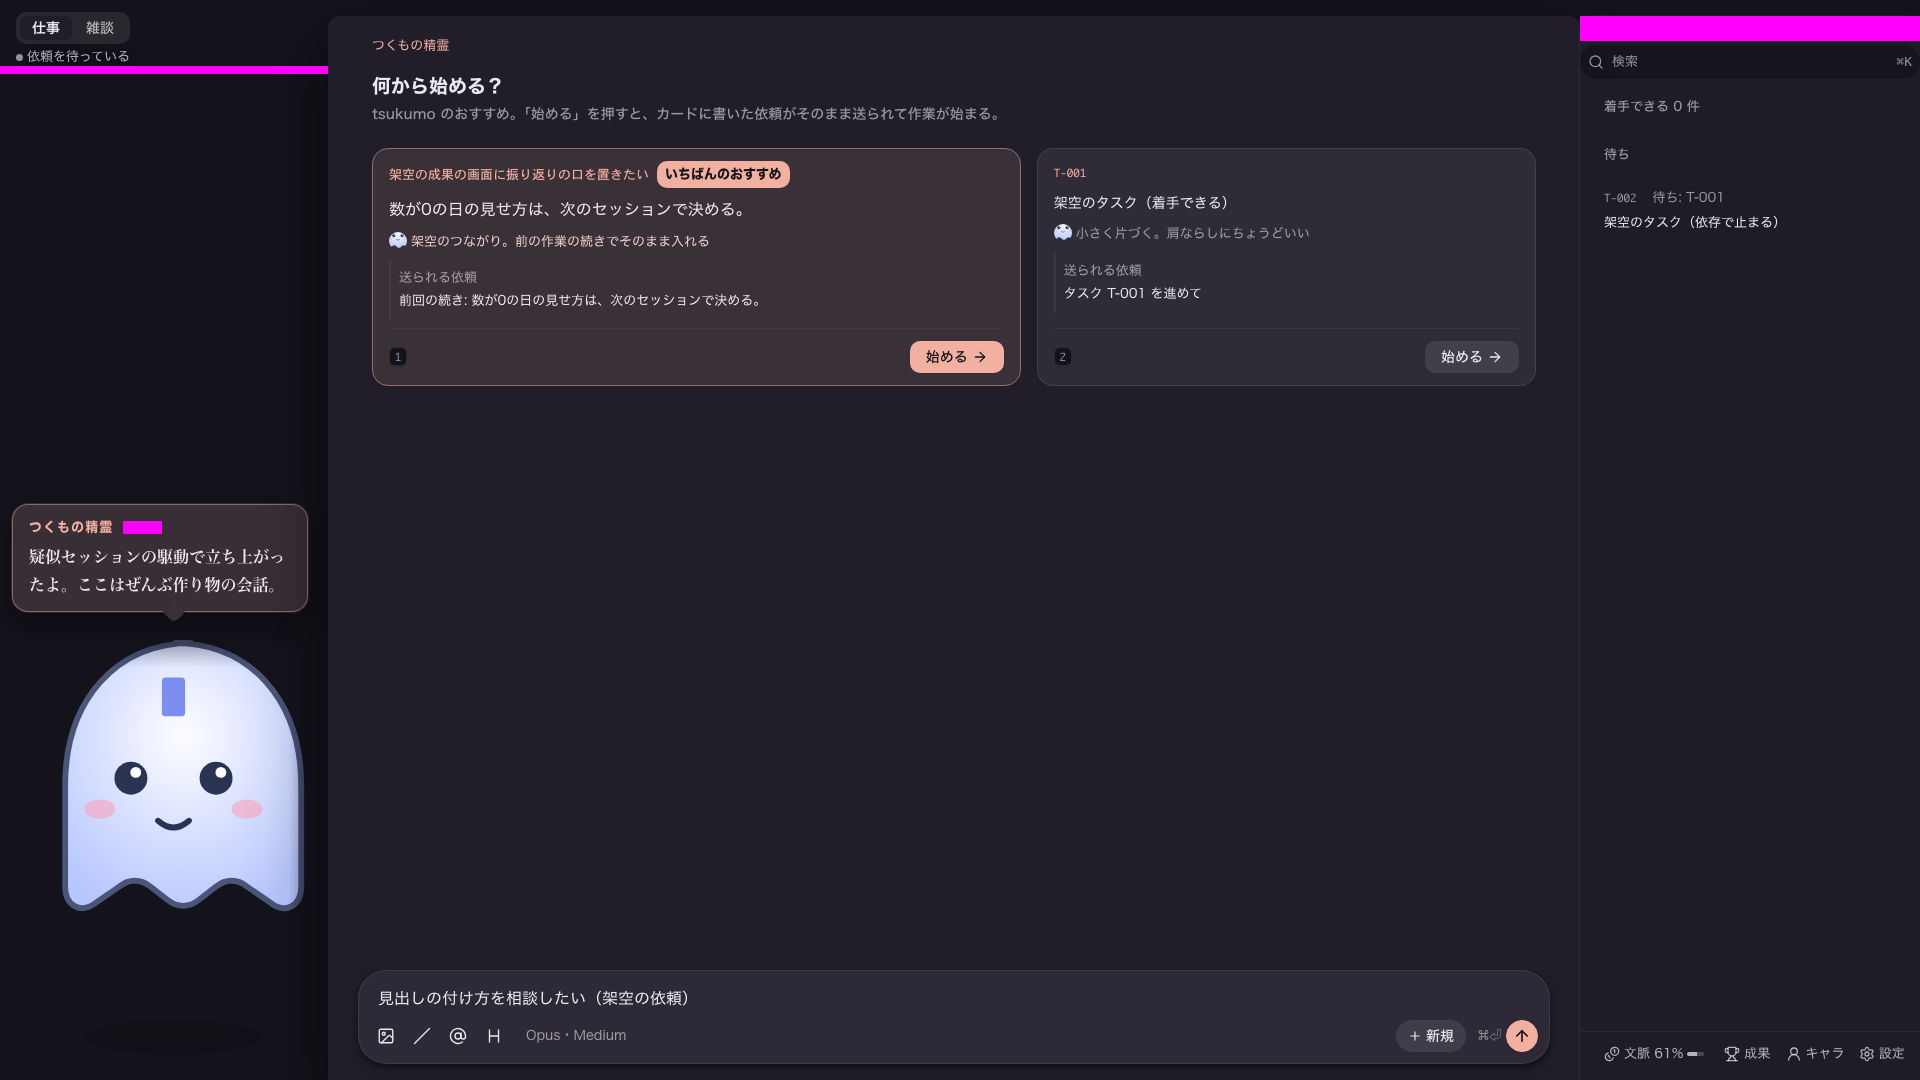 仕事 雑談
依頼を待っている
つくもの精霊
疑似セッションの駆動で立ち上がっ
たよ。ここはぜんぶ作り物の会話。
つくもの精霊
何から始める？
tsukumo のおすすめ。「始める」を押すと、カードに書いた依頼がそのまま送られて作業が始まる。
架空の成果の画面に振り返りの口を置きたい いちばんのおすすめ
数が0の日の見せ方は、次のセッションで決める。
架空のつながり。前の作業の続きでそのまま入れる
送られる依頼
前回の続き: 数が0の日の見せ方は、次のセッションで決める。
1 始める →
T-001
架空のタスク（着手できる）
小さく片づく。肩ならしにちょうどいい
送られる依頼
タスク T-001 を進めて
2 始める →
見出しの付け方を相談したい（架空の依頼）
Opus・Medium
+ 新規 ⌘⏎
検索 ⌘K
着手できる 0 件
待ち
T-002 待ち: T-001
架空のタスク（依存で止まる）
文脈 61% 成果 キャラ 設定